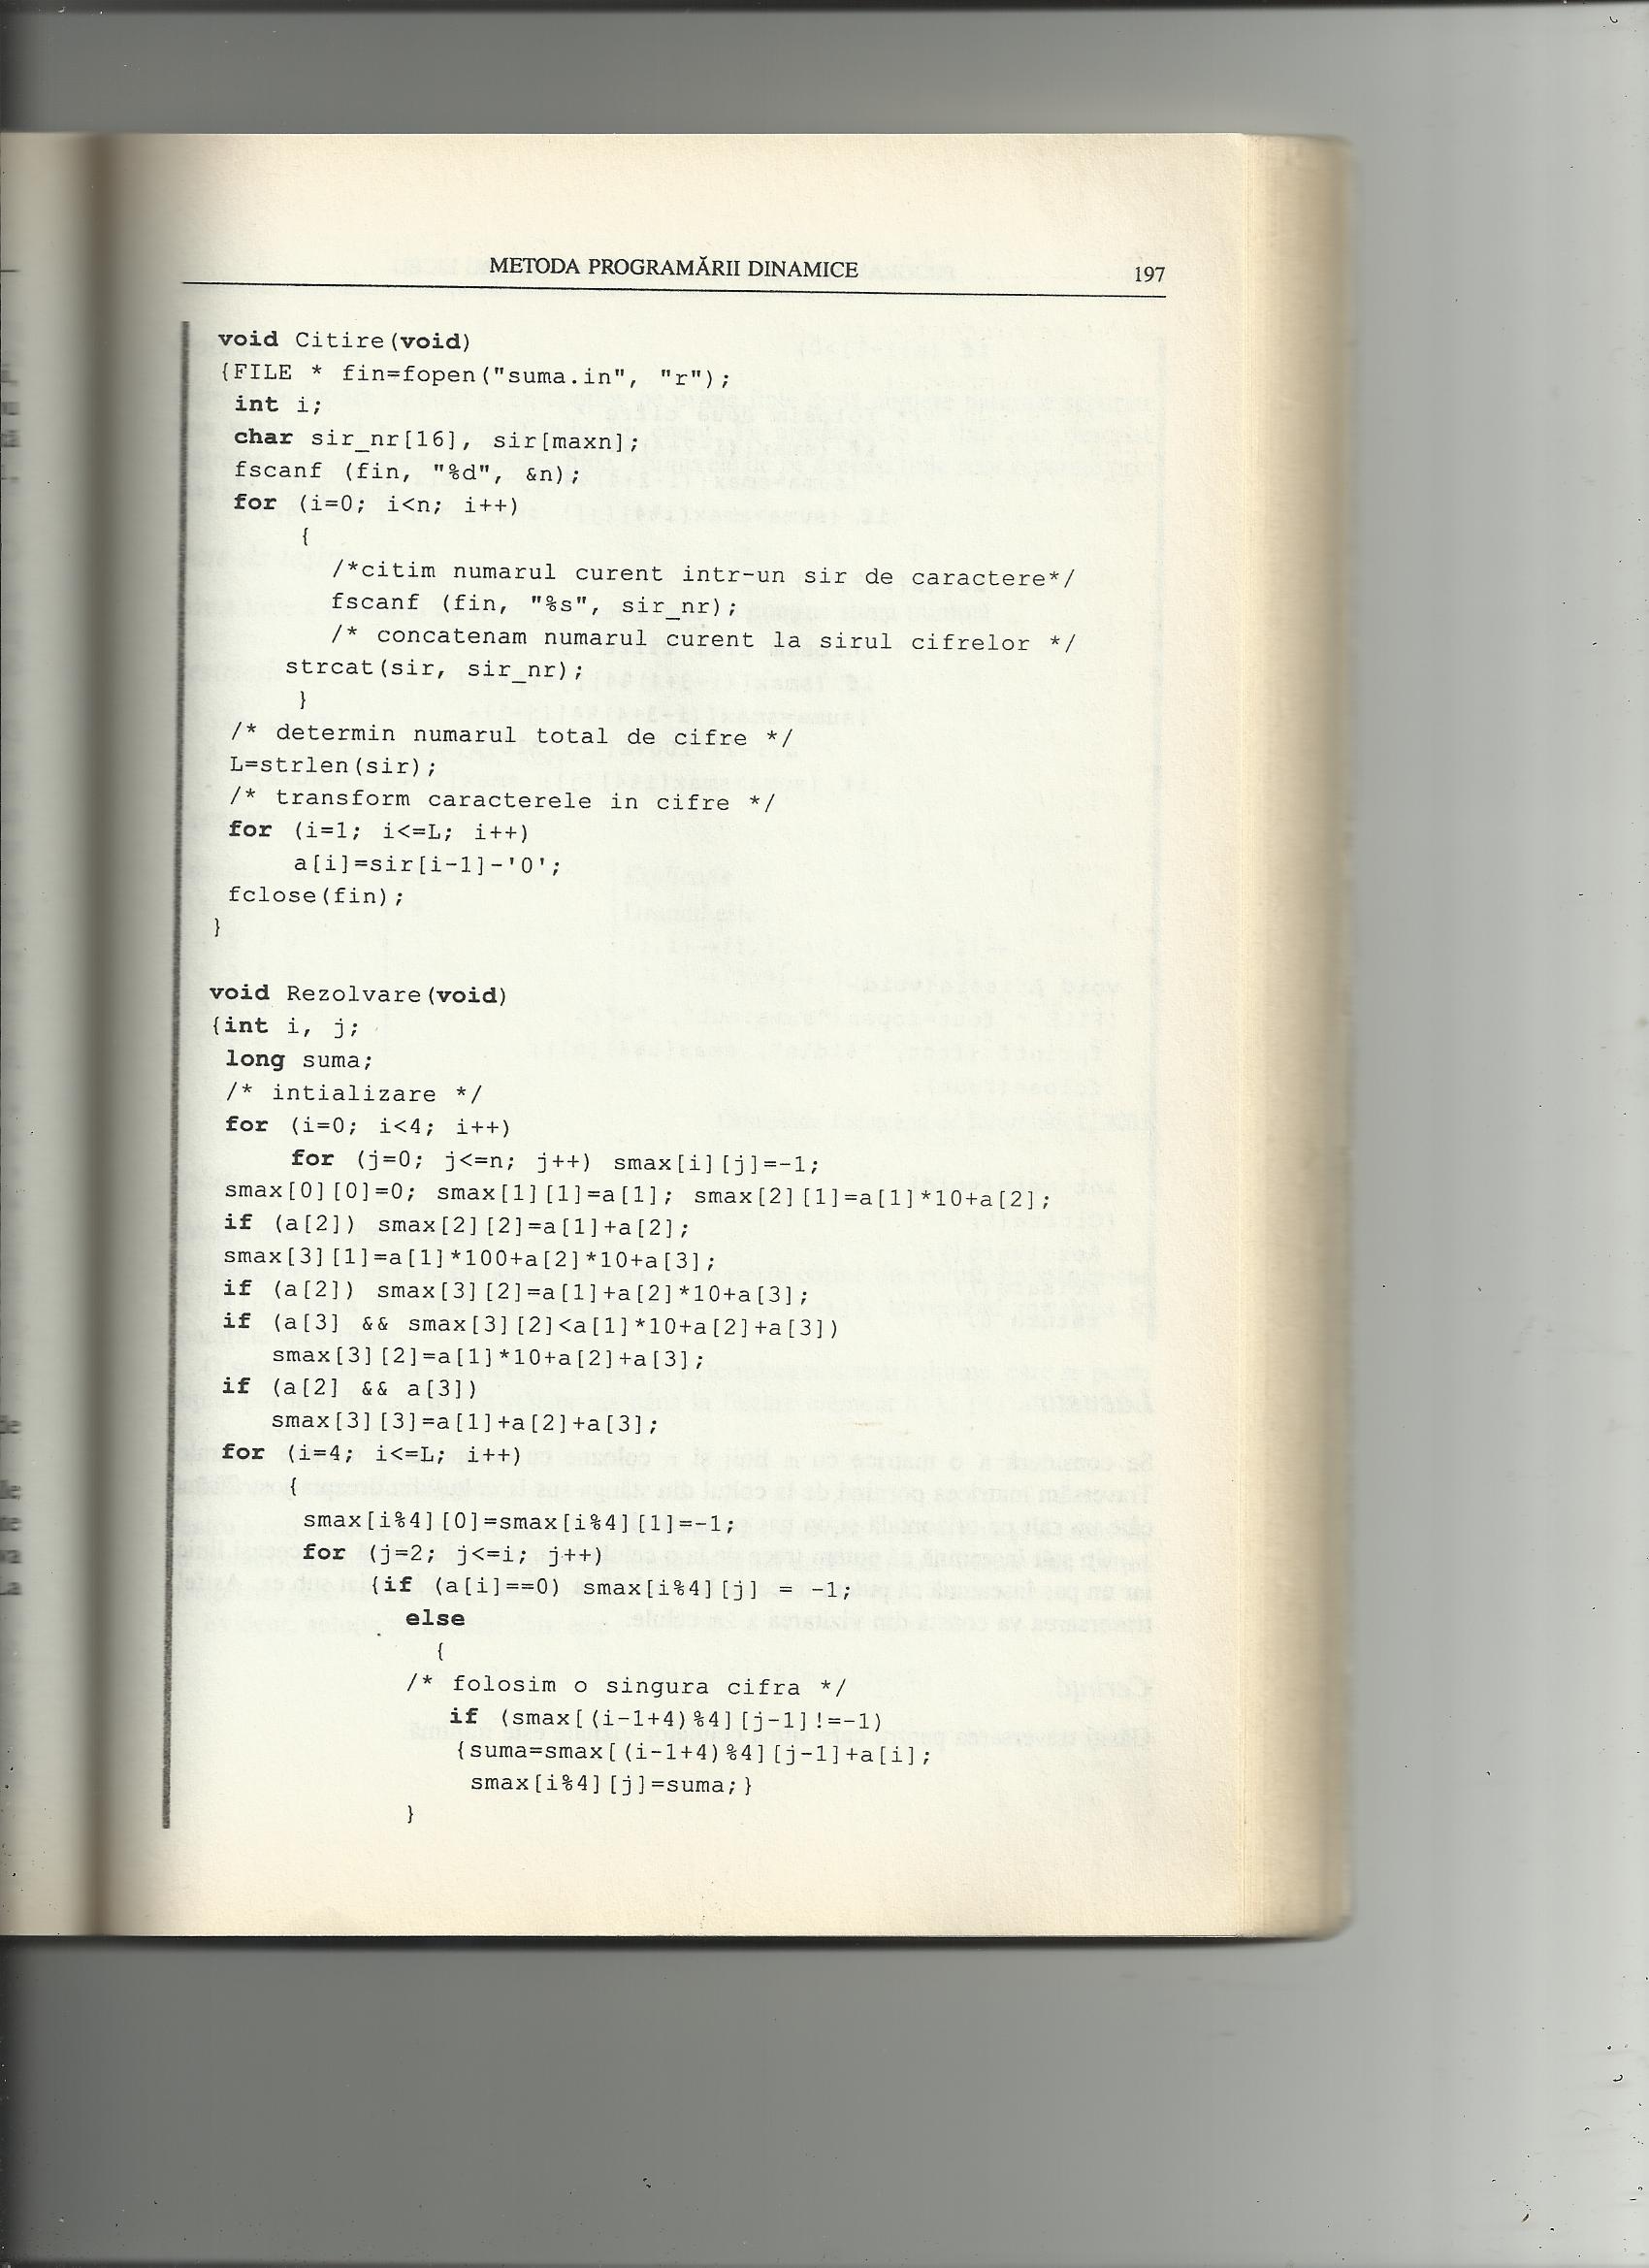 METODA PROGRAMĂRII DINAMICE 197
void Citire(void)
{FILE * fin=fopen("suma.in", "r");
int i;
char sir_nr[16], sir[maxn];
fscanf (fin, "%d", &n);
for (i=0; i<n; i++)
{
/*citim numarul curent intr-un sir de caractere*/
fscanf (fin, "%s", sir_nr);
/* concatenam numarul curent la sirul cifrelor */
strcat(sir, sir_nr);
}
/* determin numarul total de cifre */
L=strlen(sir);
/* transform caracterele in cifre */
for (i=1; i<=L; i++)
a[i]=sir[i-1]-'0';
fclose(fin);
}
void Rezolvare(void)
{int i, j;
long suma;
/* intializare */
for (i=0; i<4; i++)
for (j=0; j<=n; j++) smax[i][j]=-1;
smax[0][0]=0; smax[1][1]=a[1]; smax[2][1]=a[1]*10+a[2];
if (a[2]) smax[2][2]=a[1]+a[2];
smax[3][1]=a[1]*100+a[2]*10+a[3];
if (a[2]) smax[3][2]=a[1]+a[2]*10+a[3];
if (a[3] && smax[3][2]<a[1]*10+a[2]+a[3])
smax[3][2]=a[1]*10+a[2]+a[3];
if (a[2] && a[3])
smax[3][3]=a[1]+a[2]+a[3];
for (i=4; i<=L; i++)
{
smax[i%4][0]=smax[i%4][1]=-1;
for (j=2; j<=i; j++)
{if (a[i]==0) smax[i%4][j] = -1;
else
{
/* folosim o singura cifra */
if (smax[(i-1+4)%4][j-1]!=-1)
{suma=smax[(i-1+4)%4][j-1]+a[i];
smax[i%4][j]=suma;}
}